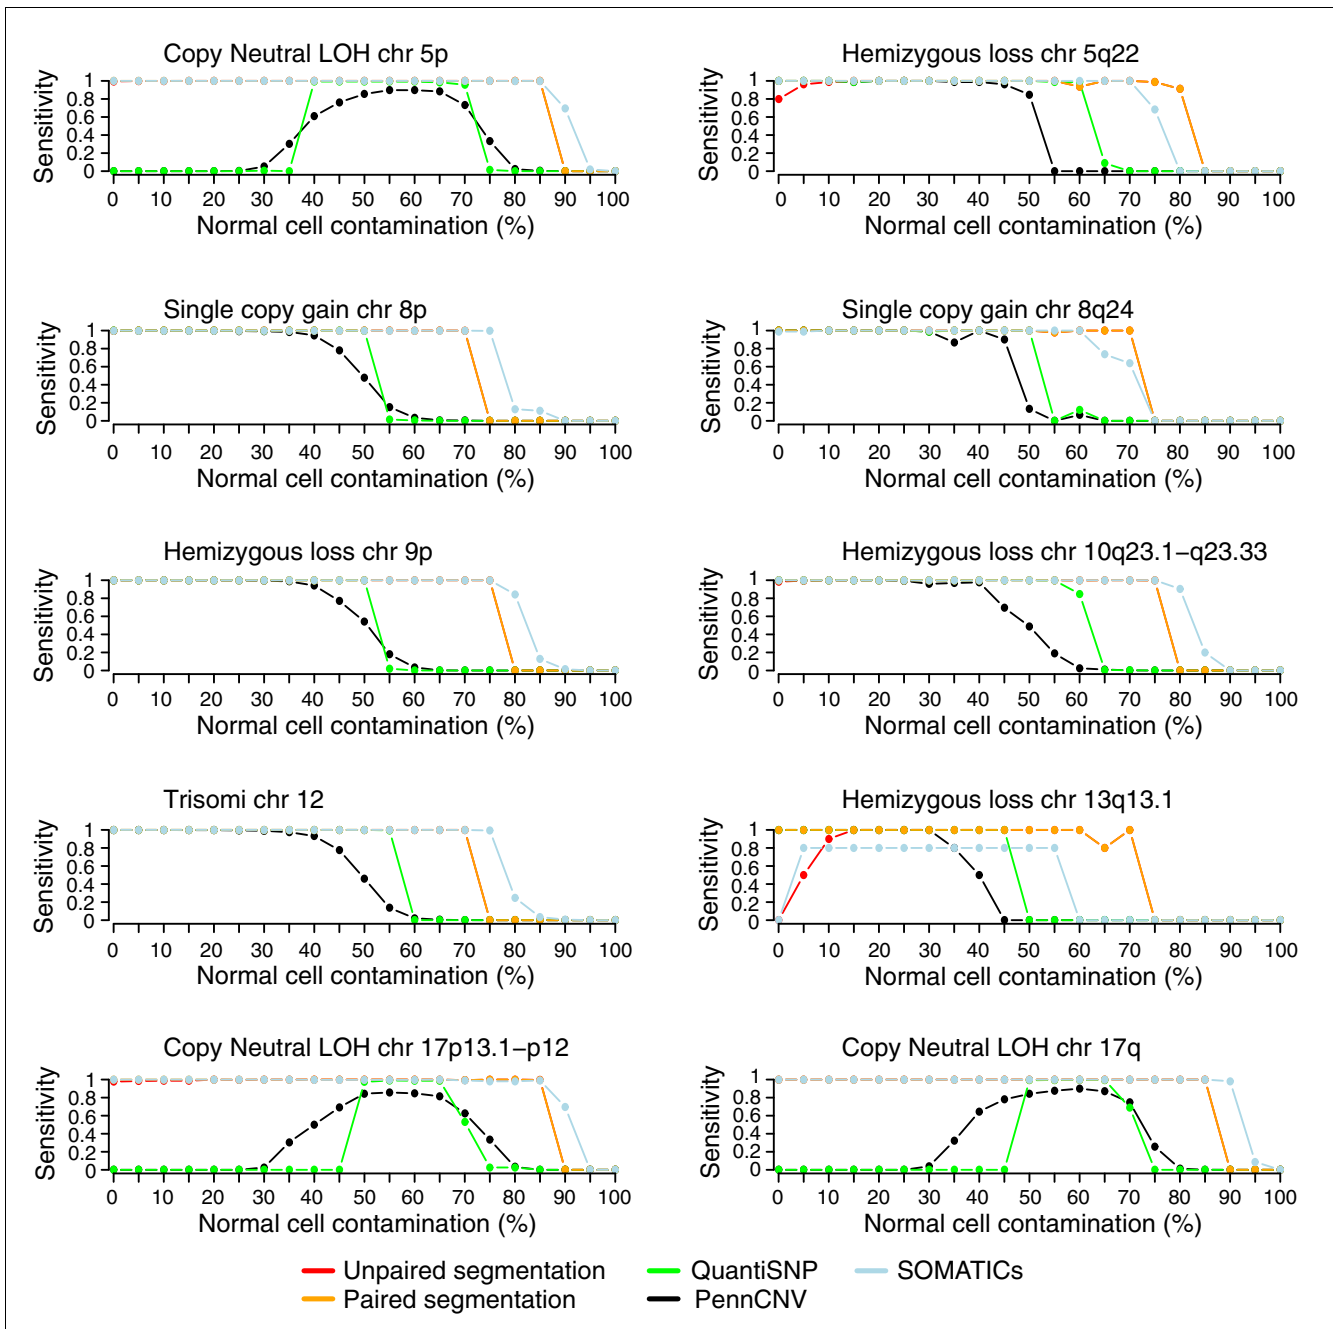 Copy Neutral LOH chr 5p
Sensitivity
1
0.8
0.6
0.4
0.2
0
0 10 20 30 40 50 60 70 80 90 100
Normal cell contamination (%)
Hemizygous loss chr 5q22
Sensitivity
1
0.8
0.6
0.4
0.2
0
0 10 20 30 40 50 60 70 80 90 100
Normal cell contamination (%)
Single copy gain chr 8p
Sensitivity
1
0.8
0.6
0.4
0.2
0
0 10 20 30 40 50 60 70 80 90 100
Normal cell contamination (%)
Single copy gain chr 8q24
Sensitivity
1
0.8
0.6
0.4
0.2
0
0 10 20 30 40 50 60 70 80 90 100
Normal cell contamination (%)
Hemizygous loss chr 9p
Sensitivity
1
0.8
0.6
0.4
0.2
0
0 10 20 30 40 50 60 70 80 90 100
Normal cell contamination (%)
Hemizygous loss chr 10q23.1−q23.33
Sensitivity
1
0.8
0.6
0.4
0.2
0
0 10 20 30 40 50 60 70 80 90 100
Normal cell contamination (%)
Trisomi chr 12
Sensitivity
1
0.8
0.6
0.4
0.2
0
0 10 20 30 40 50 60 70 80 90 100
Normal cell contamination (%)
Hemizygous loss chr 13q13.1
Sensitivity
1
0.8
0.6
0.4
0.2
0
0 10 20 30 40 50 60 70 80 90 100
Normal cell contamination (%)
Copy Neutral LOH chr 17p13.1−p12
Sensitivity
1
0.8
0.6
0.4
0.2
0
0 10 20 30 40 50 60 70 80 90 100
Normal cell contamination (%)
Copy Neutral LOH chr 17q
Sensitivity
1
0.8
0.6
0.4
0.2
0
0 10 20 30 40 50 60 70 80 90 100
Normal cell contamination (%)
Unpaired segmentation QuantiSNP SOMATICs
Paired segmentation PennCNV